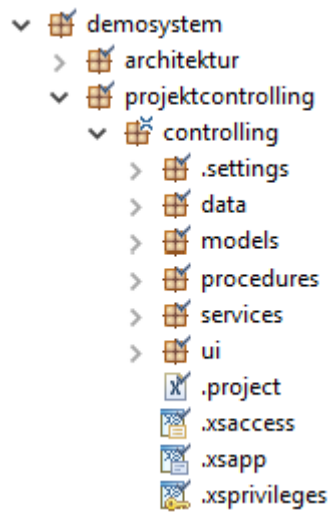 demosystem
architektur
projektcontrolling
controlling
.settings
data
models
procedures
services
ui
.project
.xsaccess
.xsapp
.xsprivileges